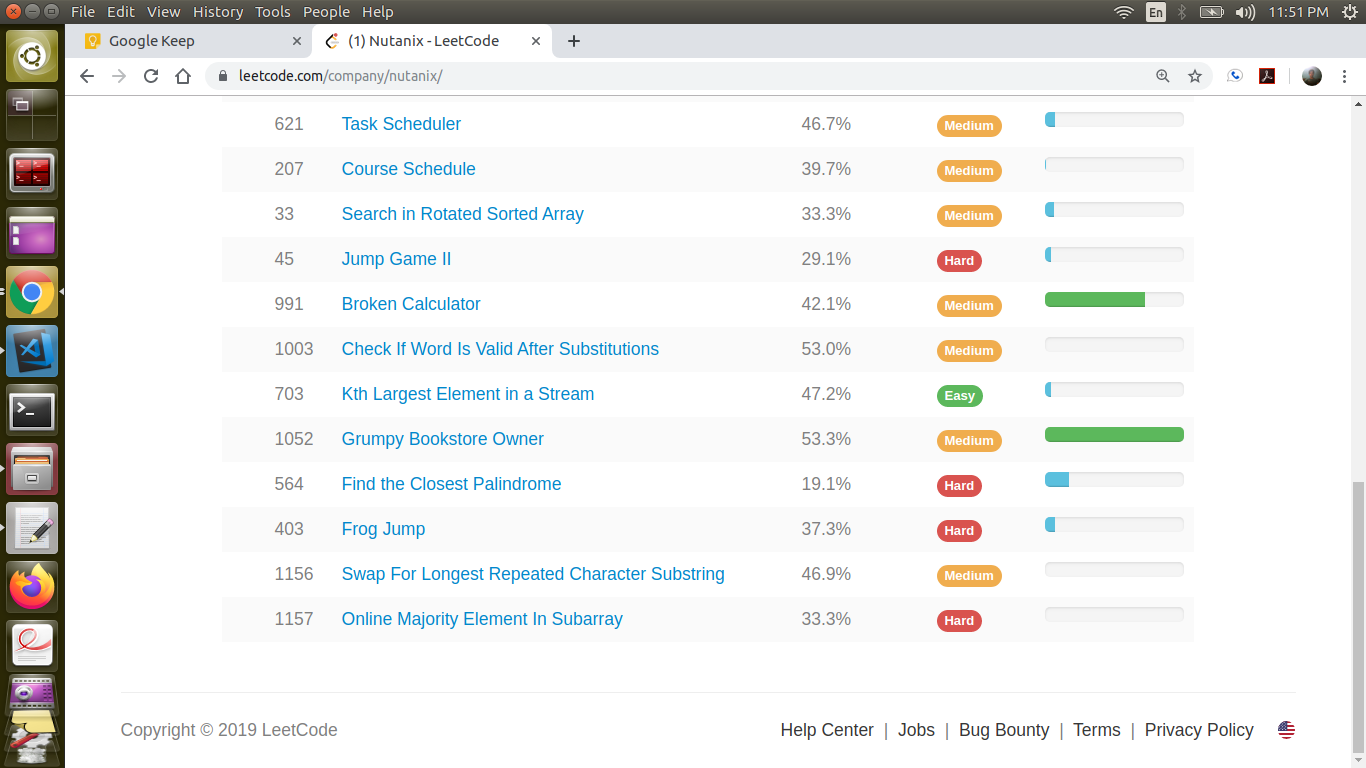 File Edit View History Tools People Help
En
11:51 PM
Google Keep
(1) Nutanix - LeetCode
leetcode.com/company/nutanix/
621 Task Scheduler 46.7% Medium
207 Course Schedule 39.7% Medium
33 Search in Rotated Sorted Array 33.3% Medium
45 Jump Game II 29.1% Hard
991 Broken Calculator 42.1% Medium
1003 Check If Word Is Valid After Substitutions 53.0% Medium
703 Kth Largest Element in a Stream 47.2% Easy
1052 Grumpy Bookstore Owner 53.3% Medium
564 Find the Closest Palindrome 19.1% Hard
403 Frog Jump 37.3% Hard
1156 Swap For Longest Repeated Character Substring 46.9% Medium
1157 Online Majority Element In Subarray 33.3% Hard
Copyright © 2019 LeetCode
Help Center | Jobs | Bug Bounty | Terms | Privacy Policy